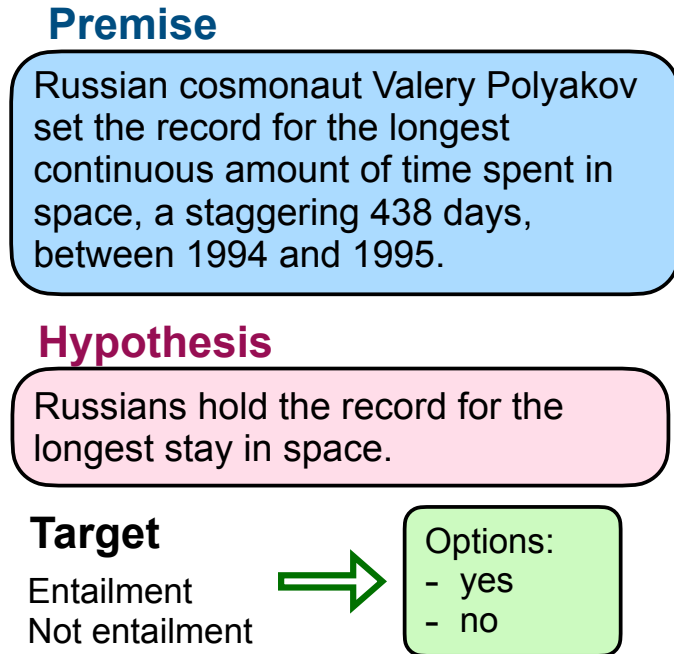 Premise
Russian cosmonaut Valery Polyakov
set the record for the longest
continuous amount of time spent in
space, a staggering 438 days,
between 1994 and 1995.
Hypothesis
Russians hold the record for the
longest stay in space.
Target
Entailment
Not entailment
Options:
- yes
- no